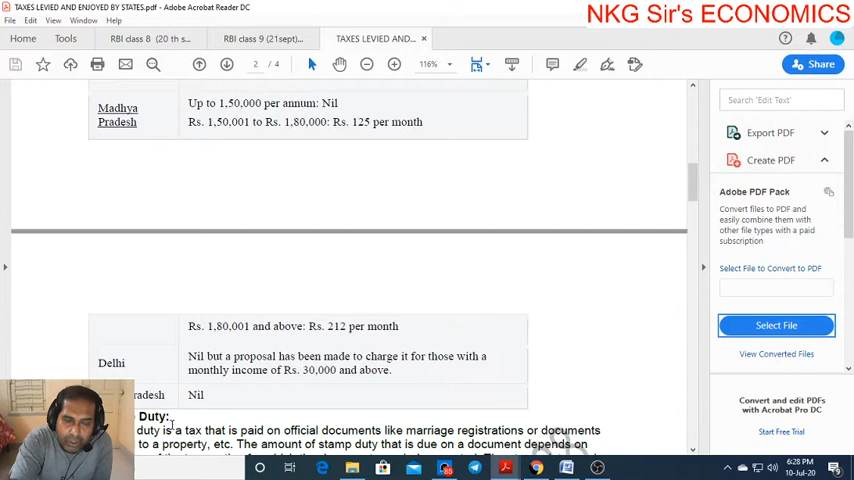 TAXES LEVIED AND ENJOYED BY STATES.pdf - Adobe Acrobat Reader DC
NKG Sir's ECONOMICS
File Edit View Window Help
Home Tools RBI class 8 (20 th s... RBI class 9 (21sept)... TAXES LEVIED AND...
2 / 4 116% Share
Madhya
Pradesh
Up to 1,50,000 per annum: Nil
Rs. 1,50,001 to Rs. 1,80,000: Rs. 125 per month
Rs. 1,80,001 and above: Rs. 212 per month
Delhi
Nil but a proposal has been made to charge it for those with a
monthly income of Rs. 30,000 and above.
radesh Nil
Duty:
duty is a tax that is paid on official documents like marriage registrations or documents
to a property, etc. The amount of stamp duty that is due on a document depends on
Search 'Edit Text'
Export PDF
Create PDF
Adobe PDF Pack
Convert files to PDF and
easily combine them with
other file types with a paid
subscription
Select File to Convert to PDF
Select File
View Converted Files
Convert and edit PDFs
with Acrobat Pro DC
Start Free Trial
6:28 PM
10-Jul-20